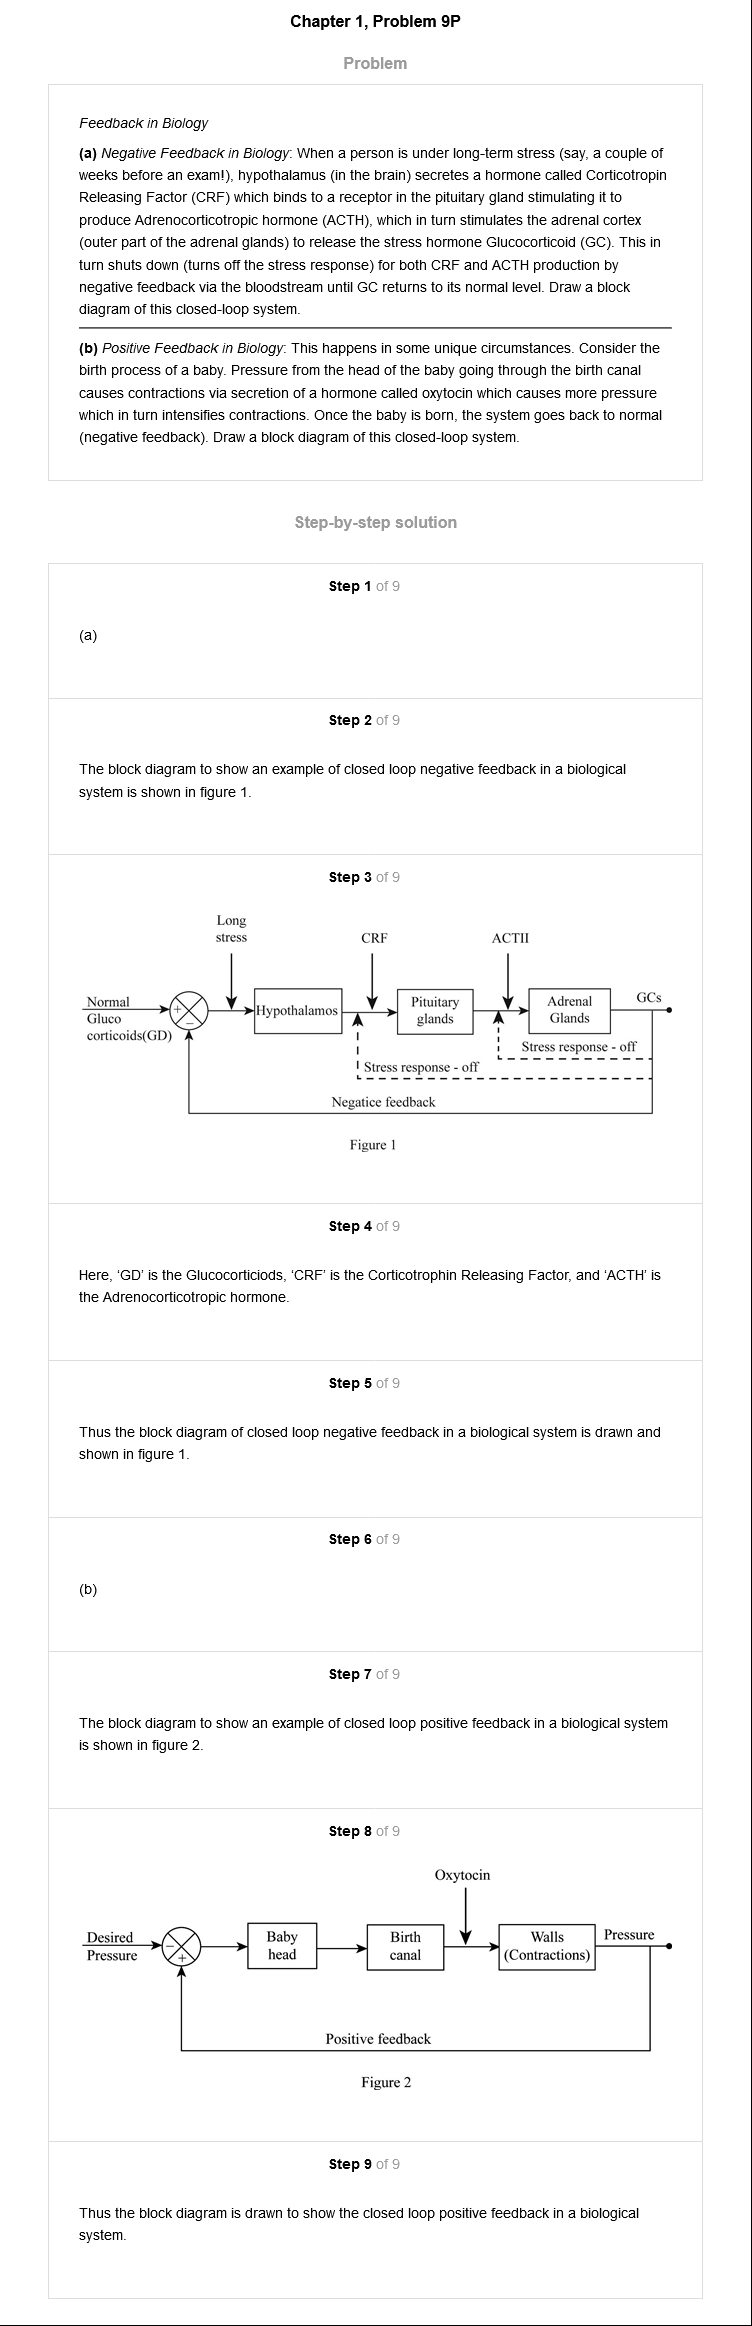 Chapter 1, Problem 9P
Problem
Feedback in Biology
(a) Negative Feedback in Biology: When a person is under long-term stress (say, a couple of
weeks before an exam!), hypothalamus (in the brain) secretes a hormone called Corticotropin
Releasing Factor (CRF) which binds to a receptor in the pituitary gland stimulating it to
produce Adrenocorticotropic hormone (ACTH), which in turn stimulates the adrenal cortex
(outer part of the adrenal glands) to release the stress hormone Glucocorticoid (GC). This in
turn shuts down (turns off the stress response) for both CRF and ACTH production by
negative feedback via the bloodstream until GC returns to its normal level. Draw a block
diagram of this closed-loop system.
(b) Positive Feedback in Biology: This happens in some unique circumstances. Consider the
birth process of a baby. Pressure from the head of the baby going through the birth canal
causes contractions via secretion of a hormone called oxytocin which causes more pressure
which in turn intensifies contractions. Once the baby is born, the system goes back to normal
(negative feedback). Draw a block diagram of this closed-loop system.
Step-by-step solution
Step 1 of 9
(a)
Step 2 of 9
The block diagram to show an example of closed loop negative feedback in a biological
system is shown in figure 1.
Step 3 of 9
Long
stress
CRF
ACTII
Normal
Gluco
corticoids(GD)
+
−
Hypothalamos
Pituitary
glands
Adrenal
Glands
GCs
Stress response - off
Stress response - off
Negatice feedback
Figure 1
Step 4 of 9
Here, ‘GD’ is the Glucocorticiods, ‘CRF’ is the Corticotrophin Releasing Factor, and ‘ACTH’ is
the Adrenocorticotropic hormone.
Step 5 of 9
Thus the block diagram of closed loop negative feedback in a biological system is drawn and
shown in figure 1.
Step 6 of 9
(b)
Step 7 of 9
The block diagram to show an example of closed loop positive feedback in a biological system
is shown in figure 2.
Step 8 of 9
Oxytocin
Desired
Pressure
−
+
Baby
head
Birth
canal
Walls
(Contractions)
Pressure
Positive feedback
Figure 2
Step 9 of 9
Thus the block diagram is drawn to show the closed loop positive feedback in a biological
system.